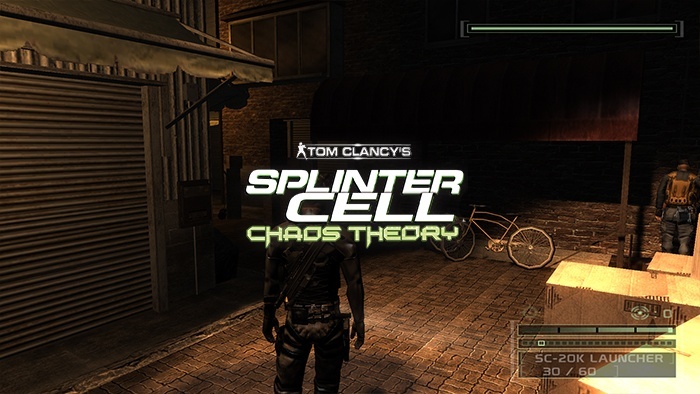 TOM CLANCY'S
SPLINTER
CELL
CHAOS THEORY
0
SC-20K LAUNCHER
30 / 60